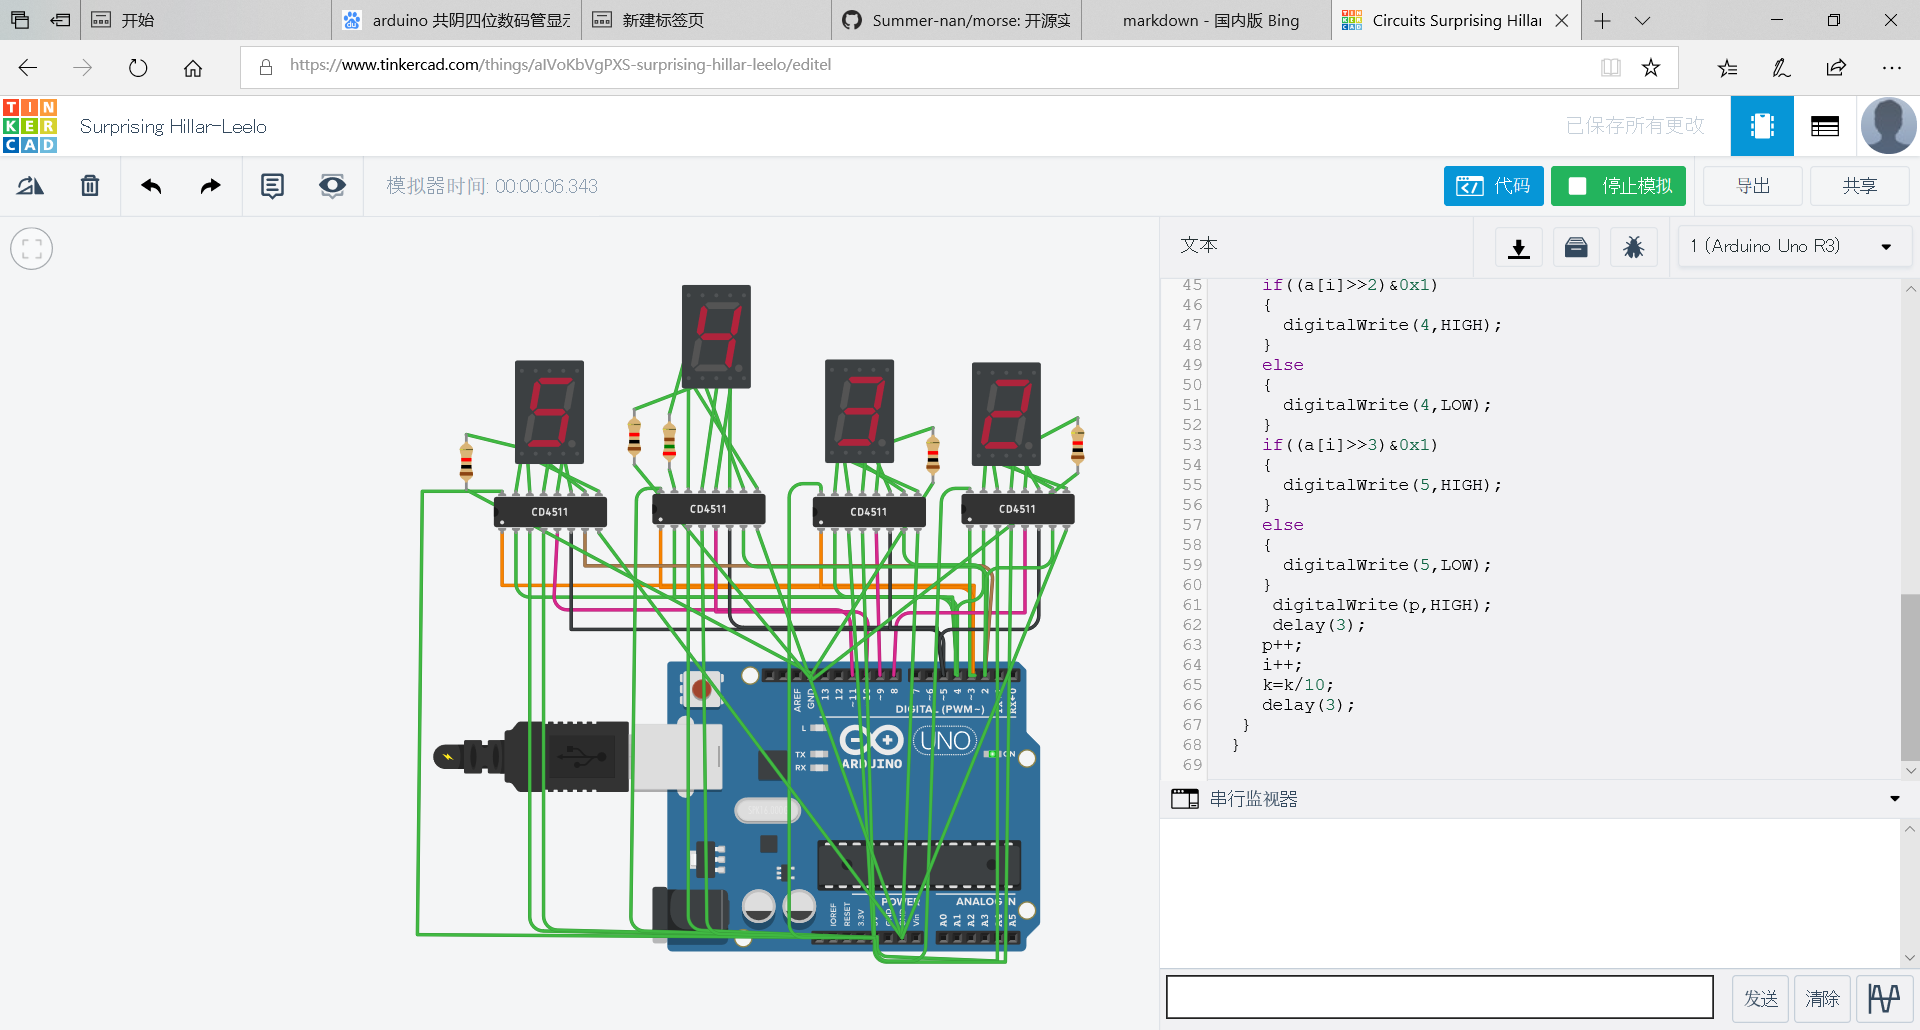 开始
arduino 共阴四位数码管显示
新建标签页
Summer-nan/morse: 开源实
markdown - 国内版 Bing
Circuits Surprising Hillar
https://www.tinkercad.com/things/aIVoKbVgPXS-surprising-hillar-leelo/editel
TIN
KER
CAD
Surprising Hillar-Leelo
已保存所有更改
模拟器时间: 00:00:06.343
代码
停止模拟
导出
共享
文本
1 (Arduino Uno R3)
45 if((a[i]>>2)&0x1)
46 {
47 digitalWrite(4,HIGH);
48 }
49 else
50 {
51 digitalWrite(4,LOW);
52 }
53 if((a[i]>>3)&0x1)
54 {
55 digitalWrite(5,HIGH);
56 }
57 else
58 {
59 digitalWrite(5,LOW);
60 }
61 digitalWrite(p,HIGH);
62 delay(3);
63 p++;
64 i++;
65 k=k/10;
66 delay(3);
67 }
68 }
69
串行监视器
发送
清除
5
4
3
2
CD4511
CD4511
CD4511
CD4511
AREF
GND
13
12
~11
10
~9
8
7
~6
~5
4
~3
2
DIGITAL (PWM~)
L
TX
RX
ARDUINO
UNO
ON
POWER
ANALOG IN
IOREF
RESET
3.3V
Vin
A0
A1
A2
A3
A5